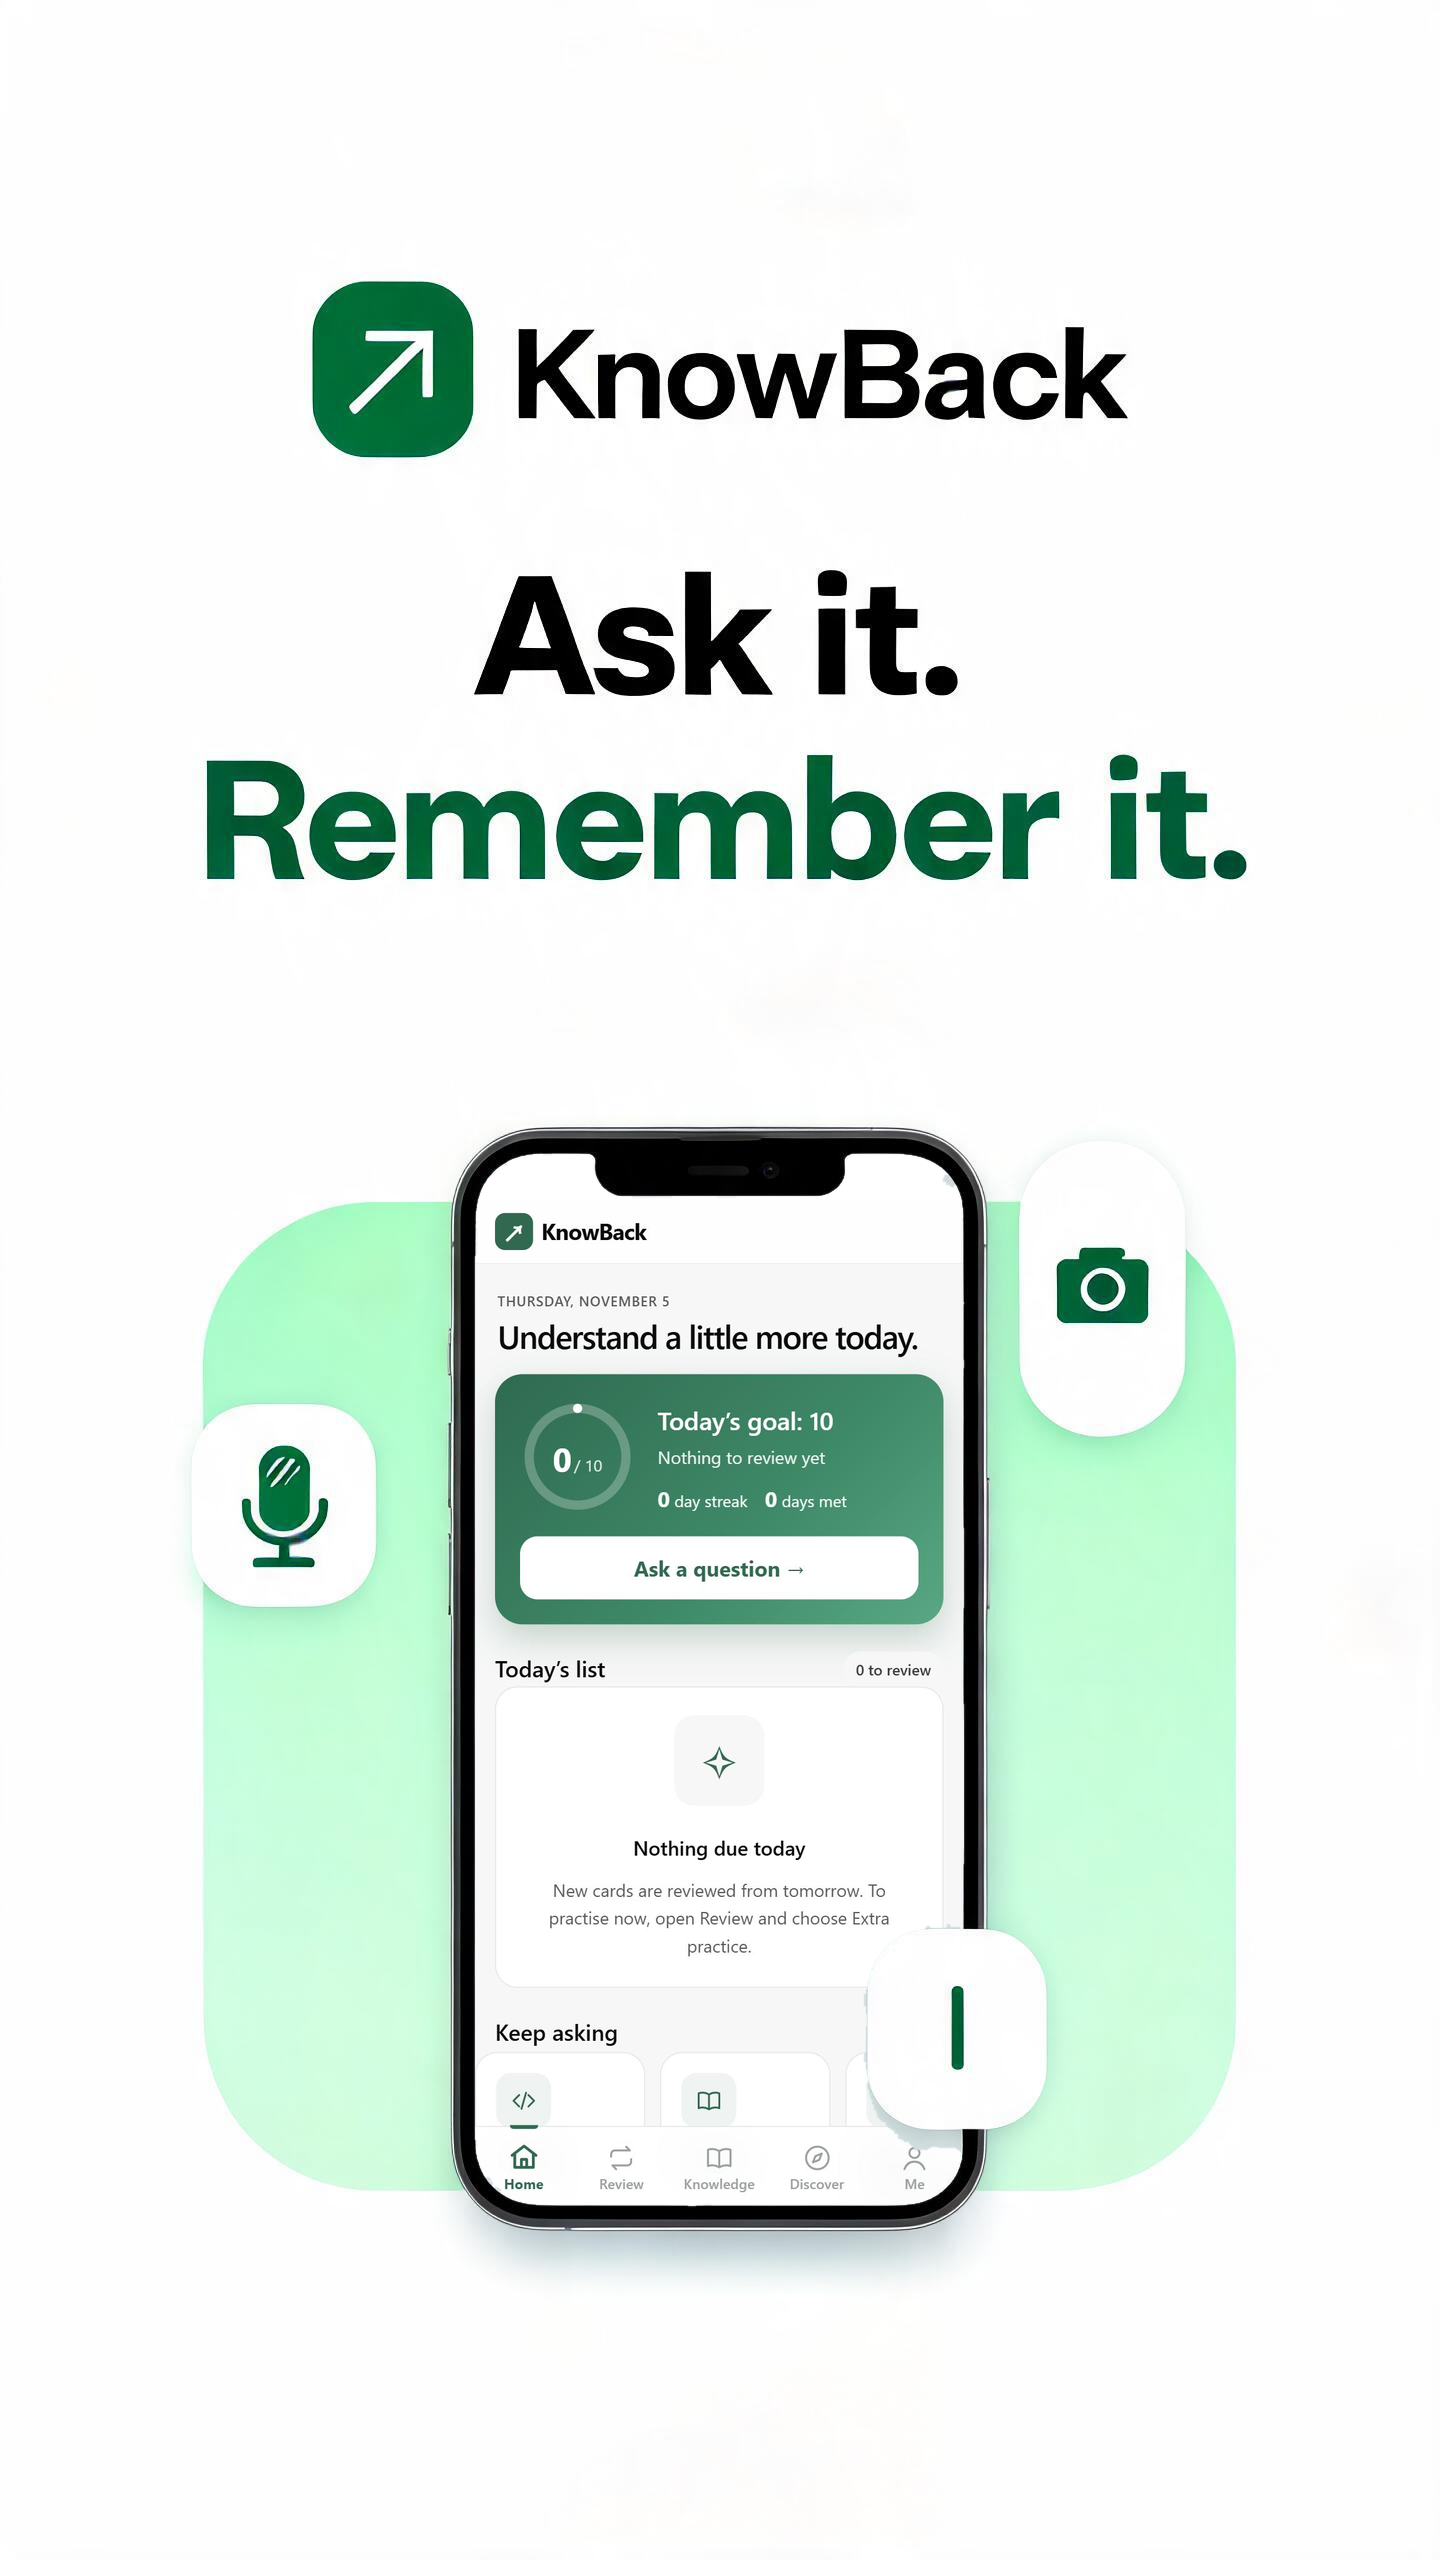 KnowBack
Ask it.
Remember it.
KnowBack
THURSDAY, NOVEMBER 5
Understand a little more today.
0 / 10
Today’s goal: 10
Nothing to review yet
0 day streak 0 days met
Ask a question →
Today’s list
0 to review
Nothing due today
New cards are reviewed from tomorrow. To
practise now, open Review and choose Extra
practice.
Keep asking
Home Review Knowledge Discover Me